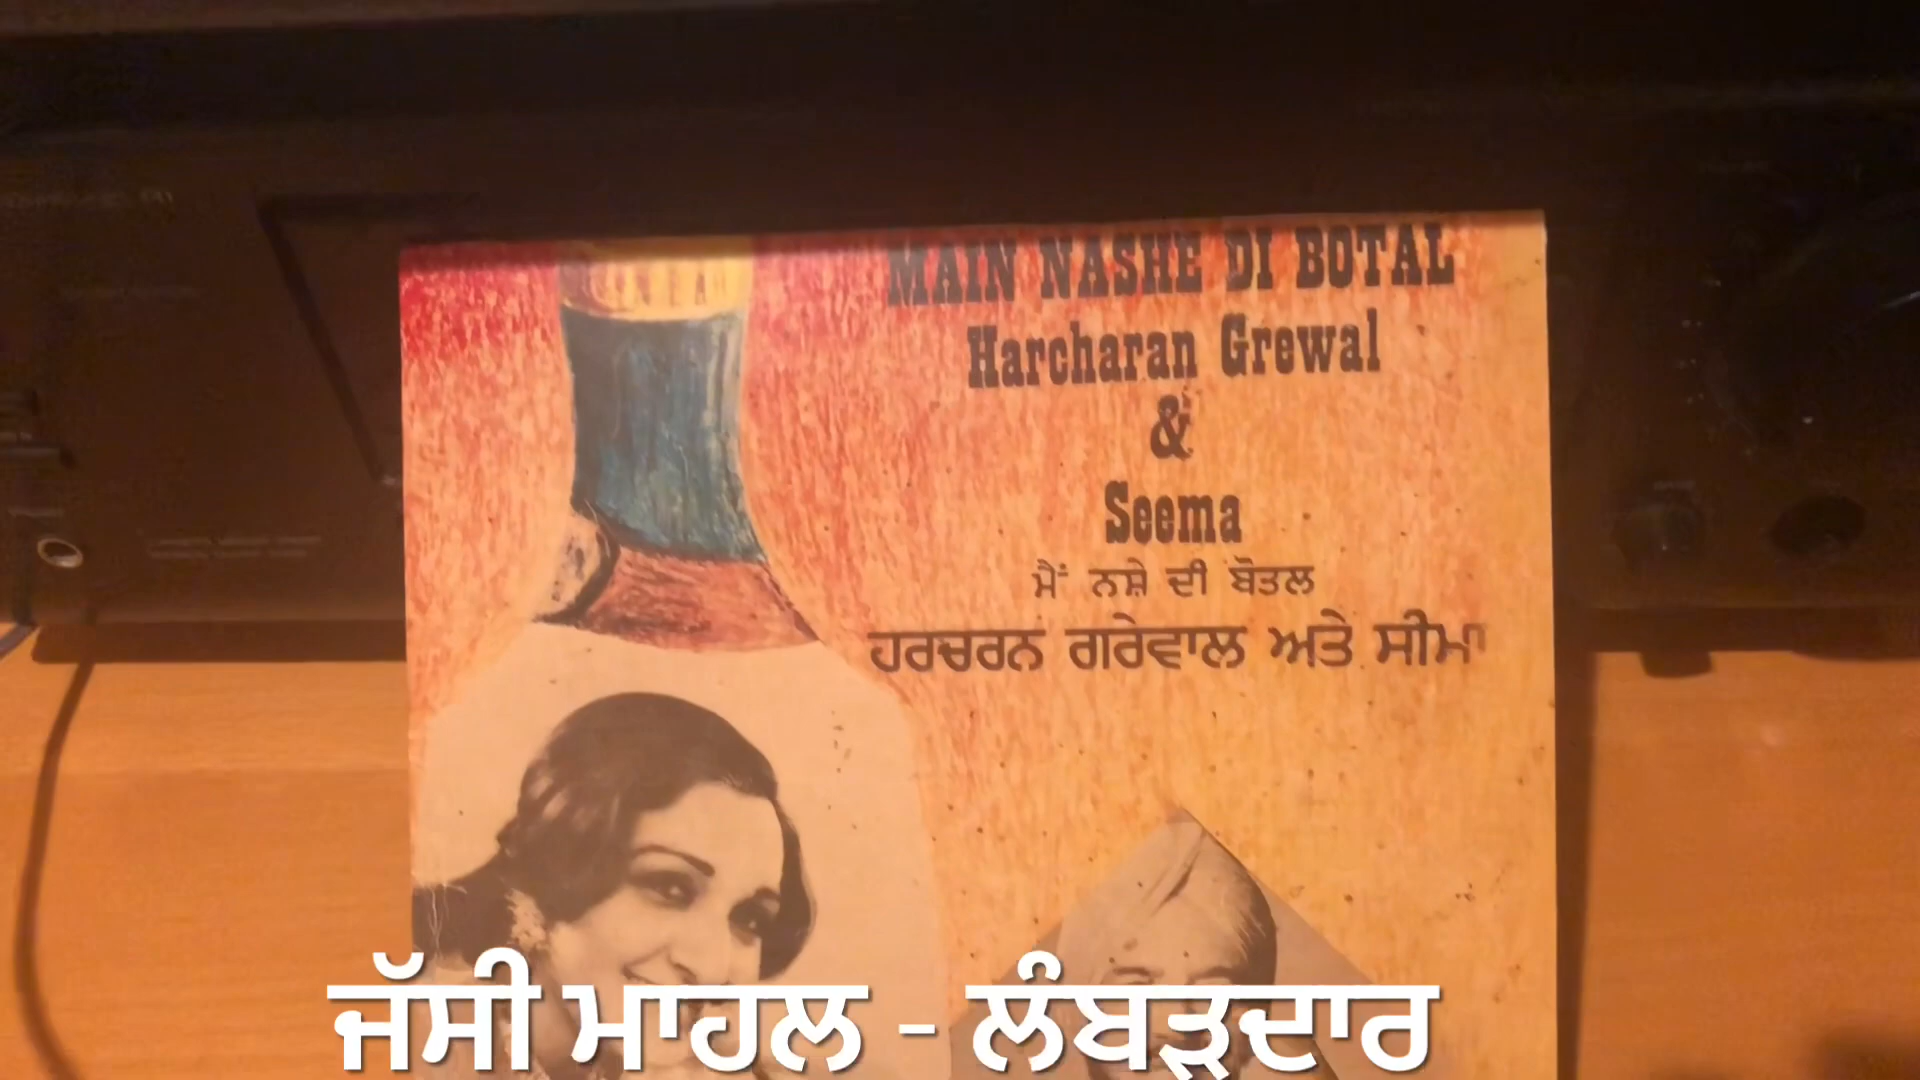 MAIN NASHE DI BOTAL
Harcharan Grewal
&
Seema
ਮੈਂ ਨਸ਼ੇ ਦੀ ਬੋਤਲ
ਹਰਚਰਨ ਗਰੇਵਾਲ ਅਤੇ ਸੀਮਾ
ਜੱਸੀ ਮਾਹਲ - ਲੰਬੜਦਾਰ